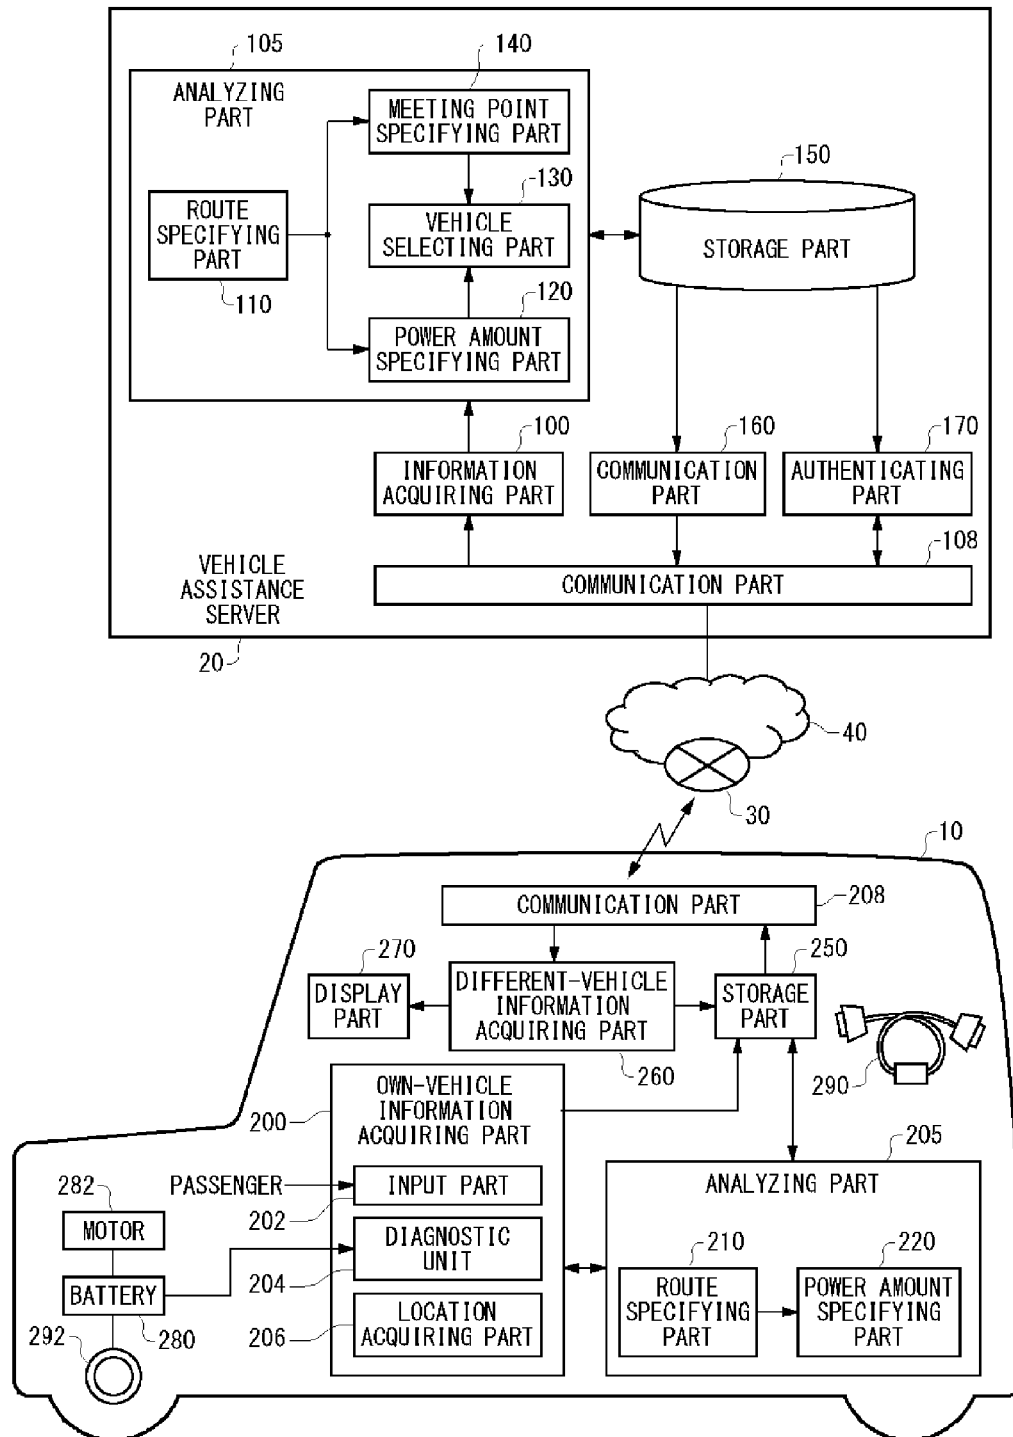 105
140
ANALYZING
PART
MEETING POINT
SPECIFYING PART
150
130
ROUTE
SPECIFYING
PART
VEHICLE
SELECTING PART
STORAGE PART
110
120
POWER AMOUNT
SPECIFYING PART
100
160
170
INFORMATION
ACQUIRING PART
COMMUNICATION
PART
AUTHENTICATING
PART
108
VEHICLE
ASSISTANCE
SERVER
COMMUNICATION PART
20
40
30
10
COMMUNICATION PART
208
270
250
DISPLAY
PART
DIFFERENT-VEHICLE
INFORMATION
ACQUIRING PART
STORAGE
PART
260
290
200
OWN-VEHICLE
INFORMATION
ACQUIRING PART
205
PASSENGER
INPUT PART
ANALYZING PART
282
202
MOTOR
DIAGNOSTIC
UNIT
210
220
204
BATTERY
ROUTE
SPECIFYING
PART
POWER AMOUNT
SPECIFYING
PART
LOCATION
ACQUIRING PART
292
280
206